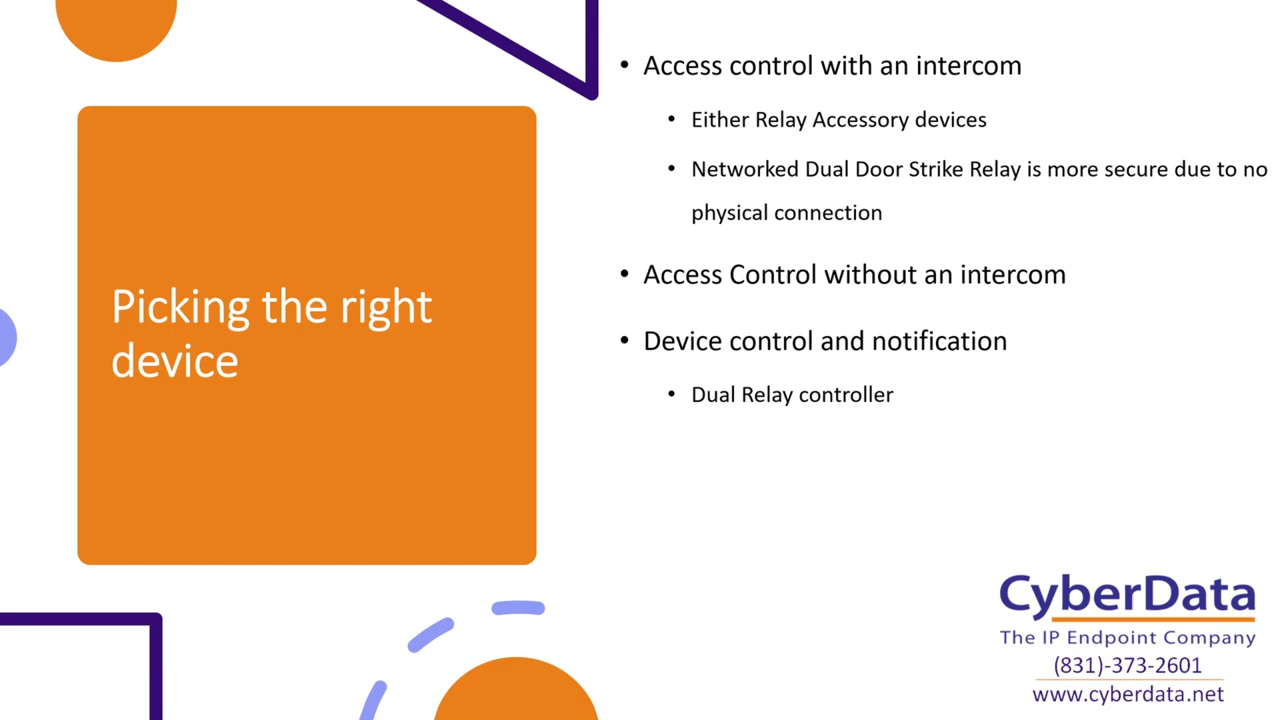 Picking the right
device
• Access control with an intercom
• Either Relay Accessory devices
• Networked Dual Door Strike Relay is more secure due to no
physical connection
• Access Control without an intercom
• Device control and notification
• Dual Relay controller
CyberData
The IP Endpoint Company
(831)-373-2601
www.cyberdata.net